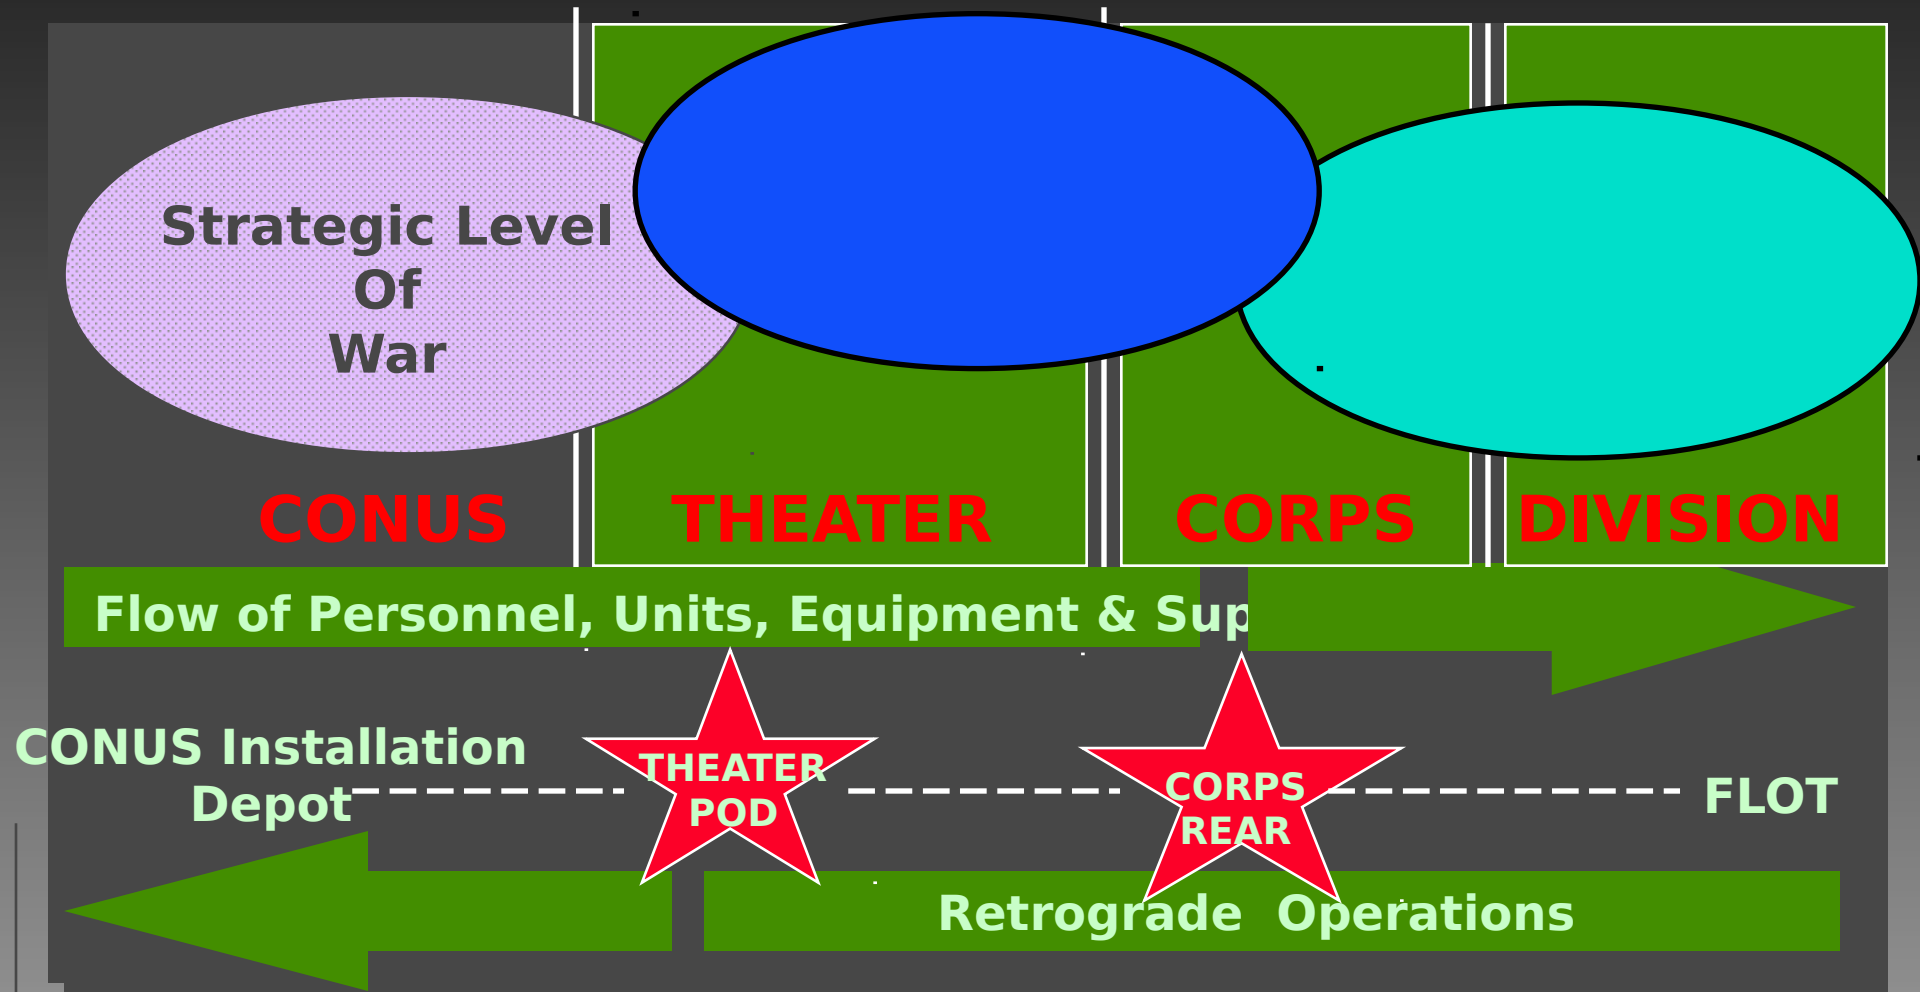 Strategic Level
Of
War
CONUS THEATER CORPS DIVISION
Flow of Personnel, Units, Equipment & Sup
CONUS Installation
Depot
THEATER
POD
CORPS
REAR
FLOT
Retrograde  Operations